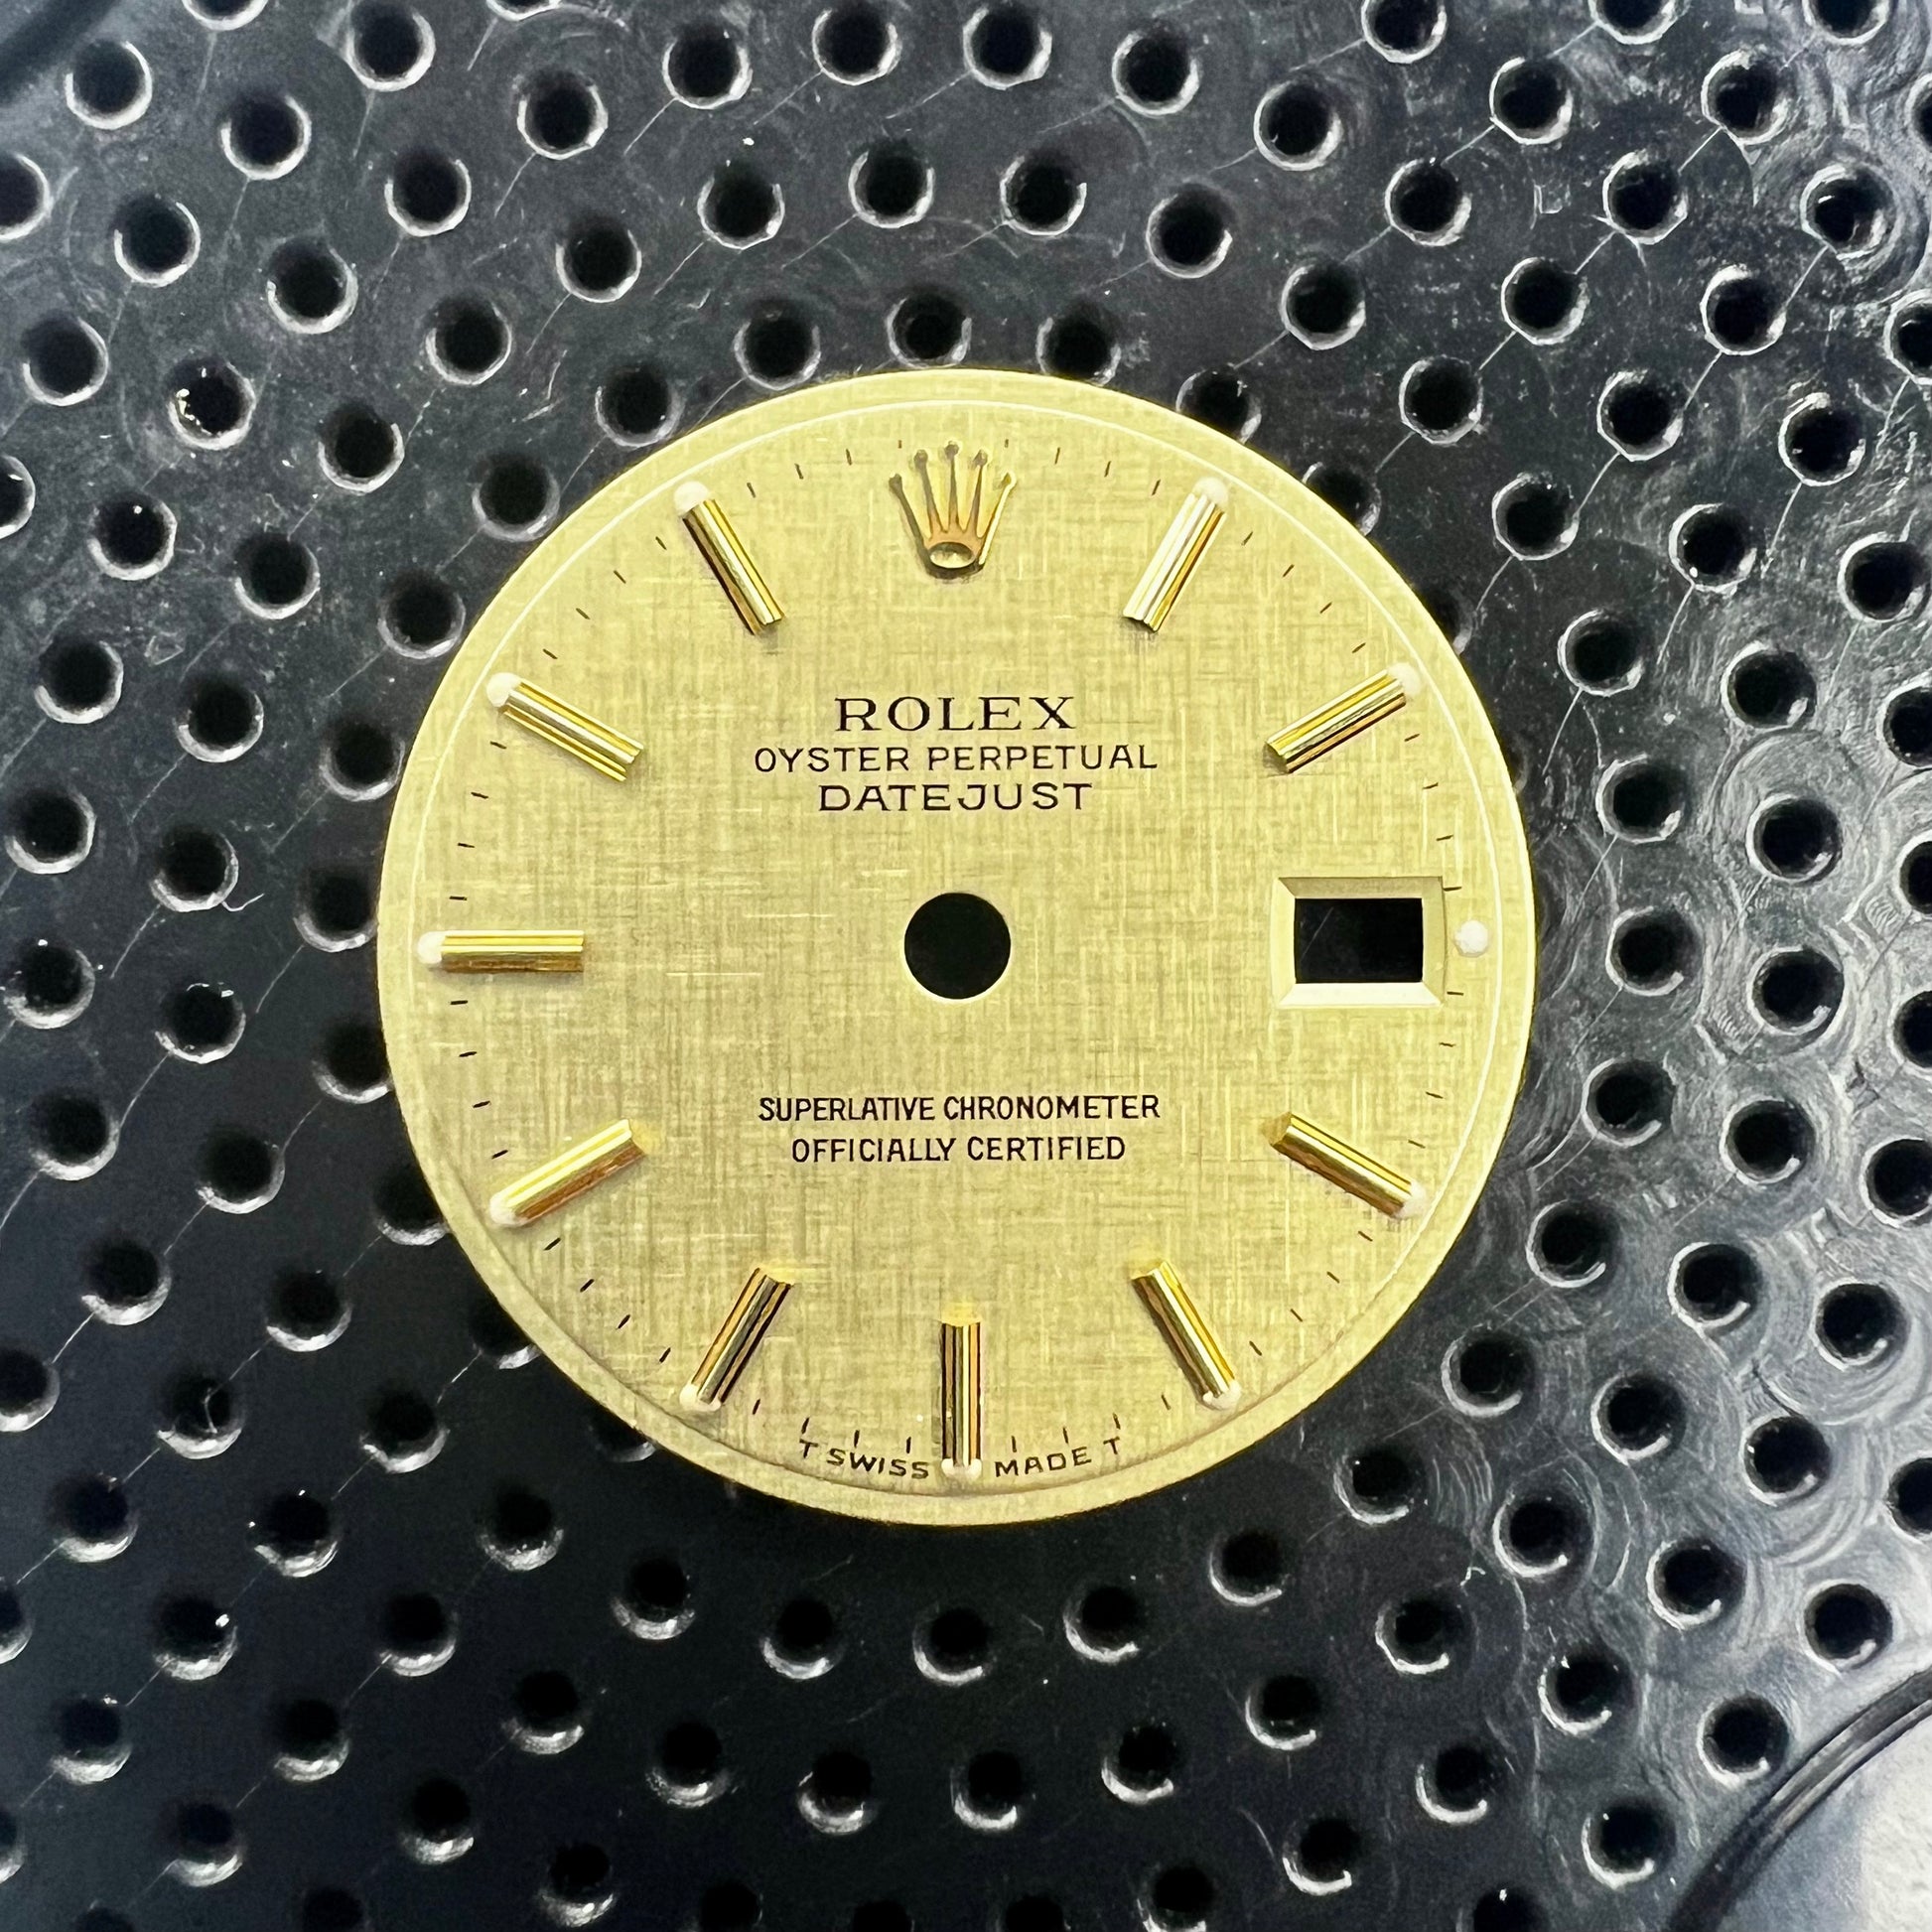 ROLEX
OYSTER PERPETUAL
DATEJUST
SUPERLATIVE CHRONOMETER
OFFICIALLY CERTIFIED
T SWISS MADE T